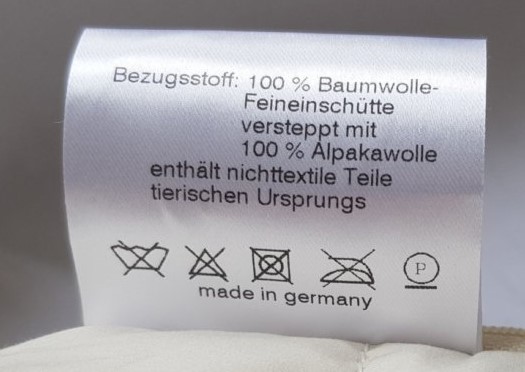 Bezugsstoff: 100 % Baumwolle-
Feineinschütte
versteppt mit
100 % Alpakawolle
enthält nichttextile Teile
tierischen Ursprungs
P
made in germany